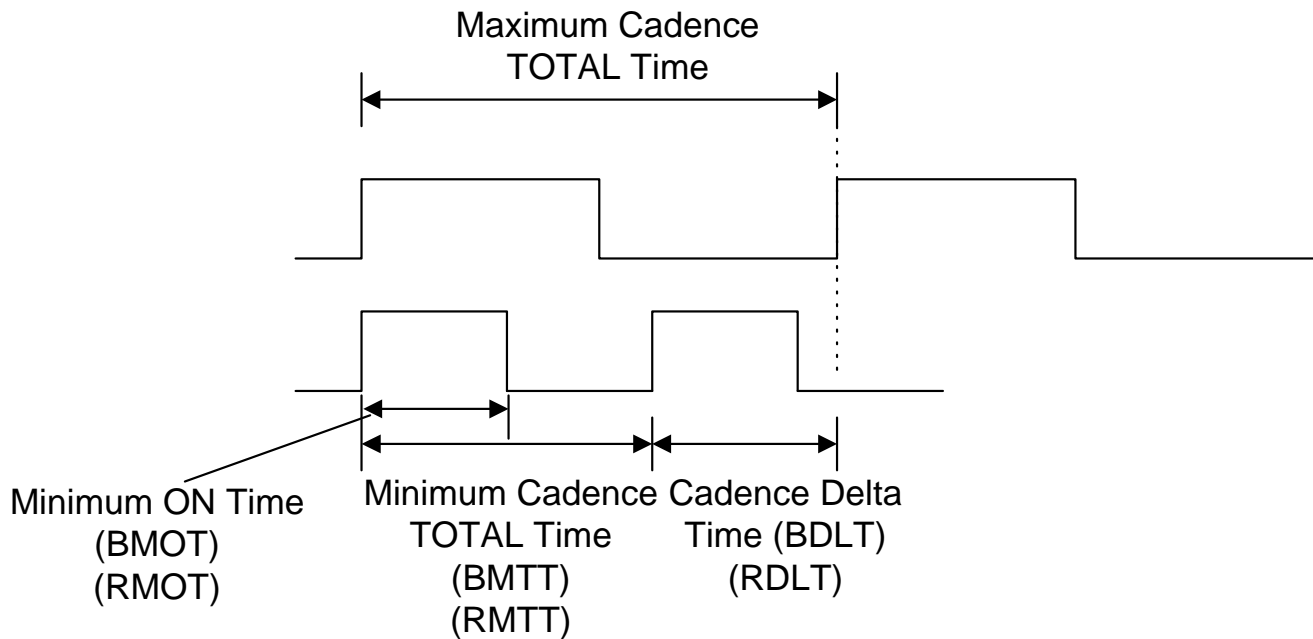 Maximum Cadence
TOTAL Time
Minimum ON Time
(BMOT)
(RMOT)
Minimum Cadence
TOTAL Time
(BMTT)
(RMTT)
Cadence Delta
Time (BDLT)
(RDLT)